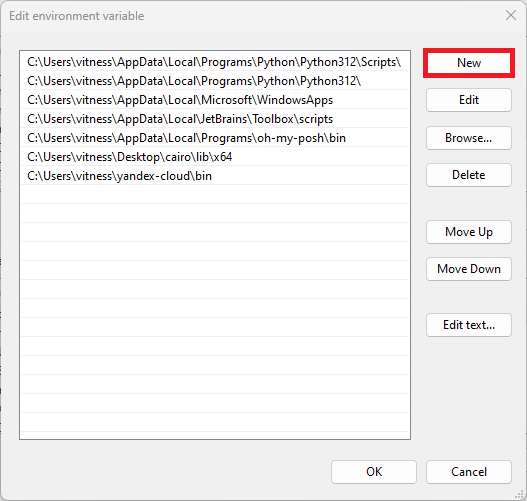 Edit environment variable
C:\Users\vitness\AppData\Local\Programs\Python\Python312\Scripts\
C:\Users\vitness\AppData\Local\Programs\Python\Python312\
C:\Users\vitness\AppData\Local\Microsoft\WindowsApps
C:\Users\vitness\AppData\Local\JetBrains\Toolbox\scripts
C:\Users\vitness\AppData\Local\Programs\oh-my-posh\bin
C:\Users\vitness\Desktop\cairo\lib\x64
C:\Users\vitness\yandex-cloud\bin
New
Edit
Browse...
Delete
Move Up
Move Down
Edit text...
OK
Cancel